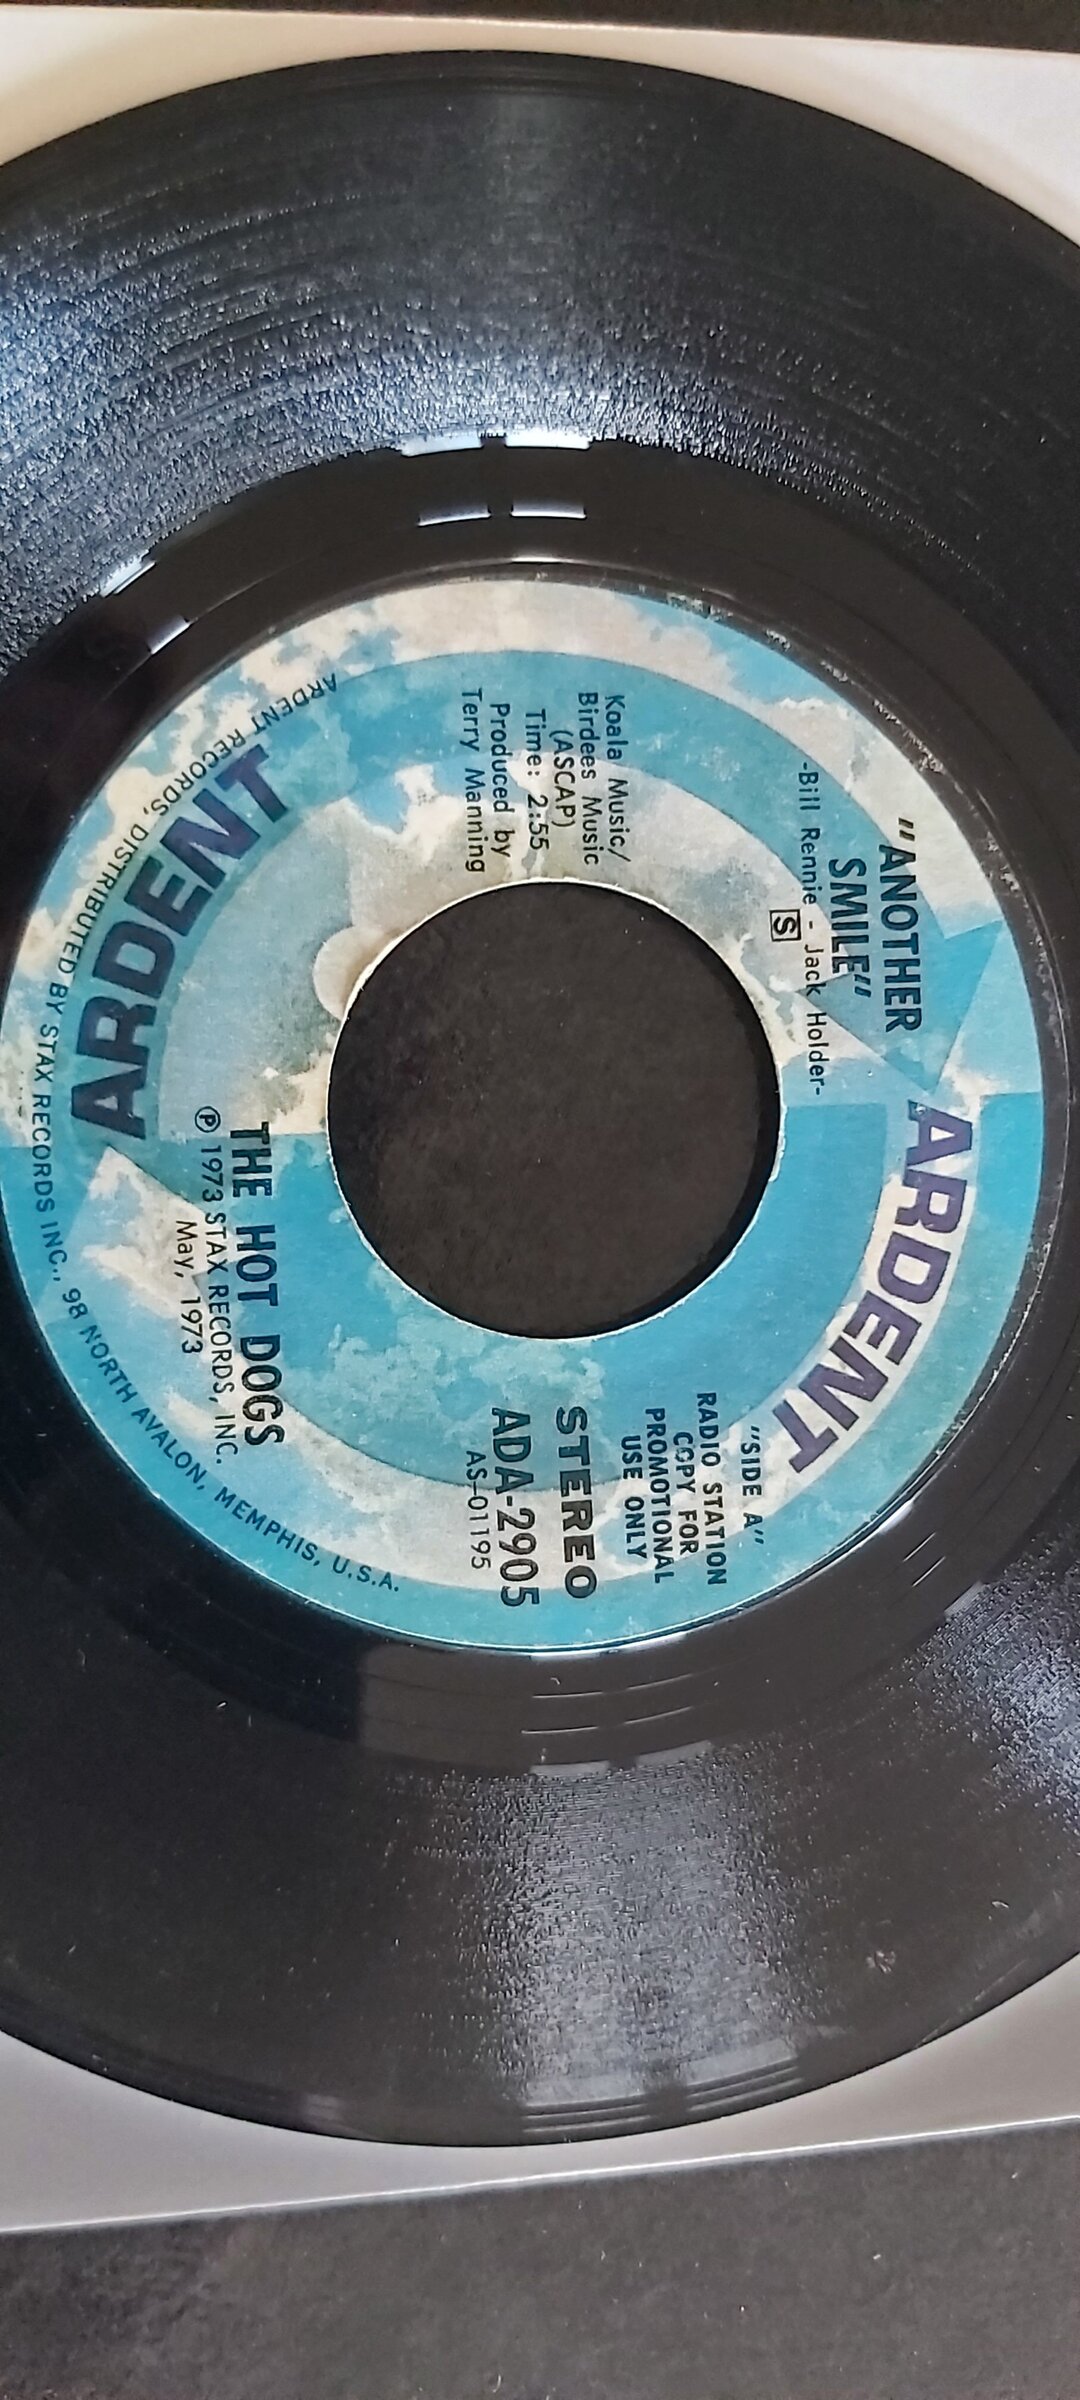 ARDENT
"ANOTHER
SMILE"
-Bill Rennie - Jack Holder-
S
Koala Music/
Birdees Music
(ASCAP)
Time: 2:55
Produced by
Terry Manning
"SIDE A"
RADIO STATION
COPY FOR
PROMOTIONAL
USE ONLY
STEREO
ADA-2905
AS-01195
THE HOT DOGS
℗ 1973 STAX RECORDS, INC.
May, 1973
ARDENT
ARDENT RECORDS, DISTRIBUTED BY STAX RECORDS INC., 98 NORTH AVALON, MEMPHIS, U.S.A.